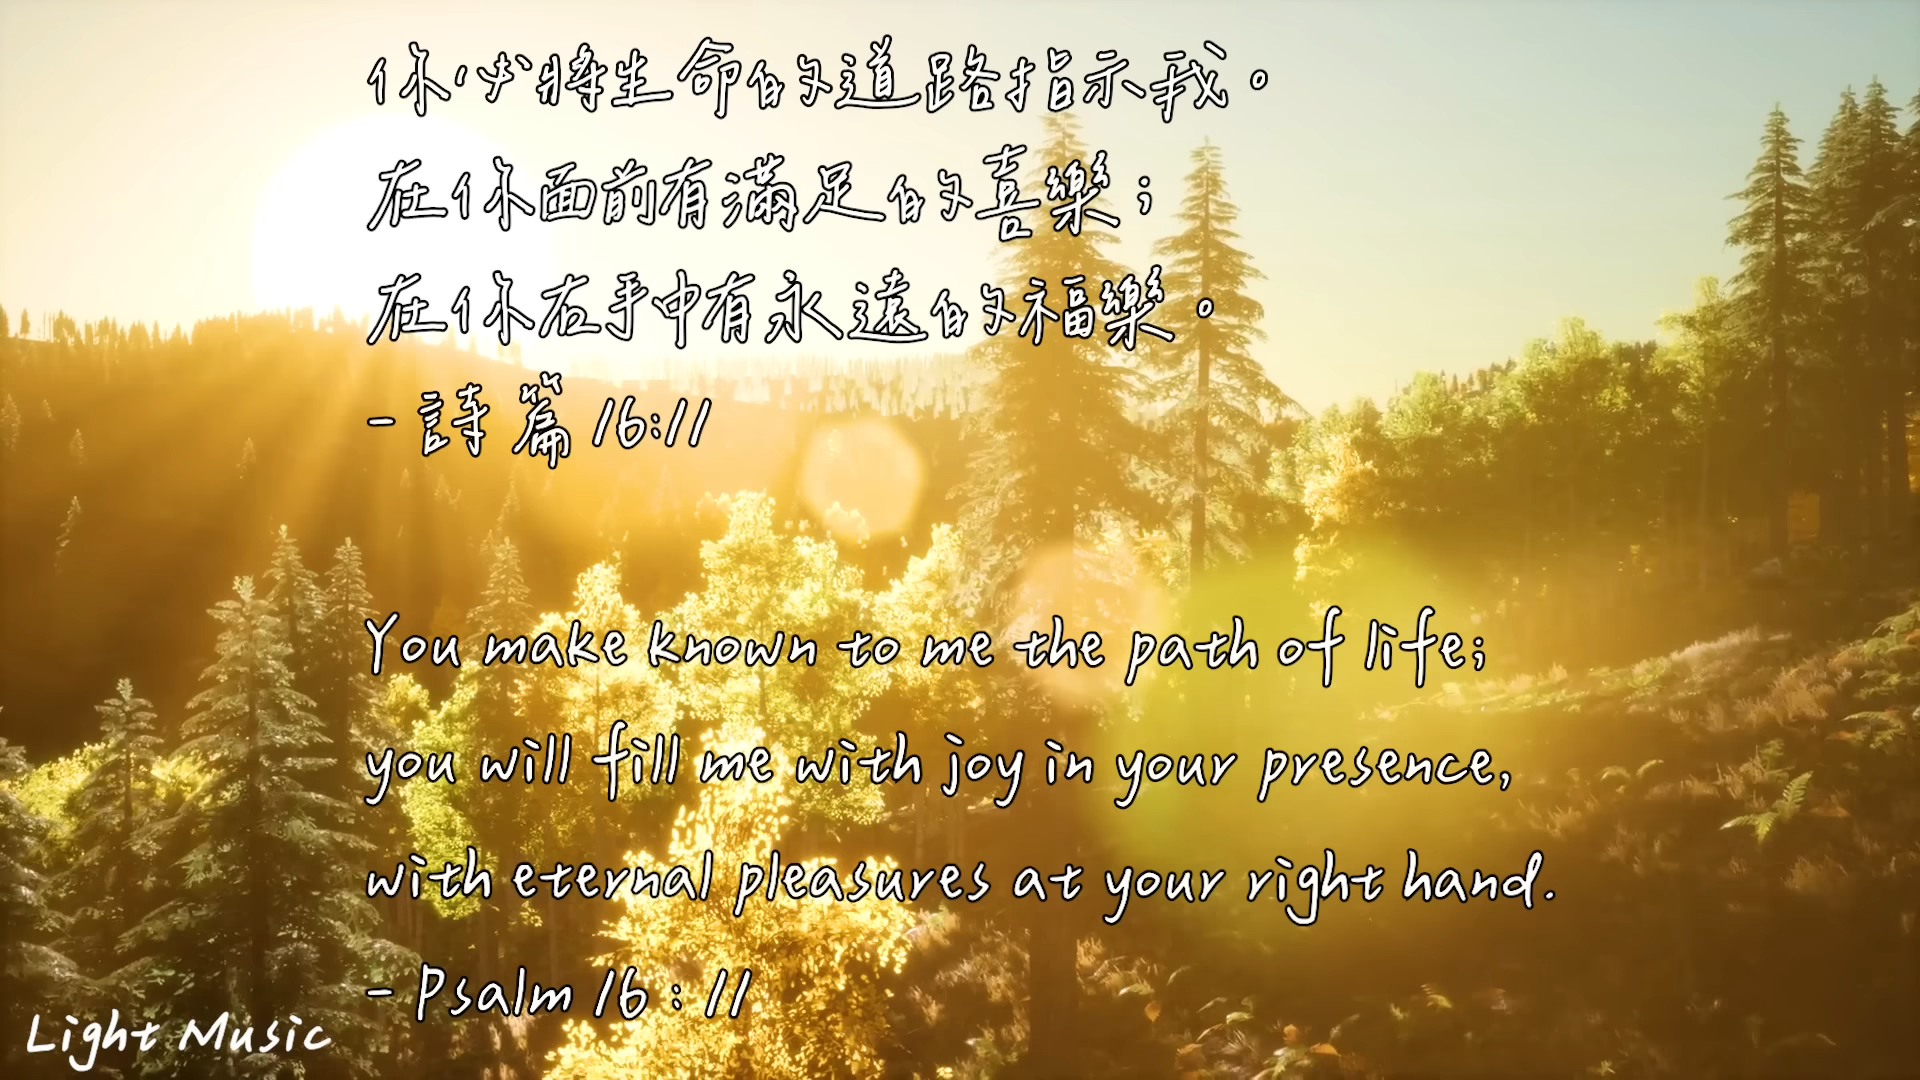 你必將生命的道路指示我。
在你面前有滿足的喜樂；
在你右手中有永遠的福樂。
- 詩篇 16:11
You make known to me the path of life;
you will fill me with joy in your presence,
with eternal pleasures at your right hand.
- Psalm 16 : 11
Light Music